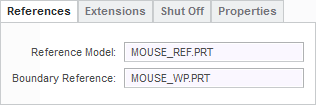 References Extensions Shut Off Properties
Reference Model: MOUSE_REF.PRT
Boundary Reference: MOUSE_WP.PRT